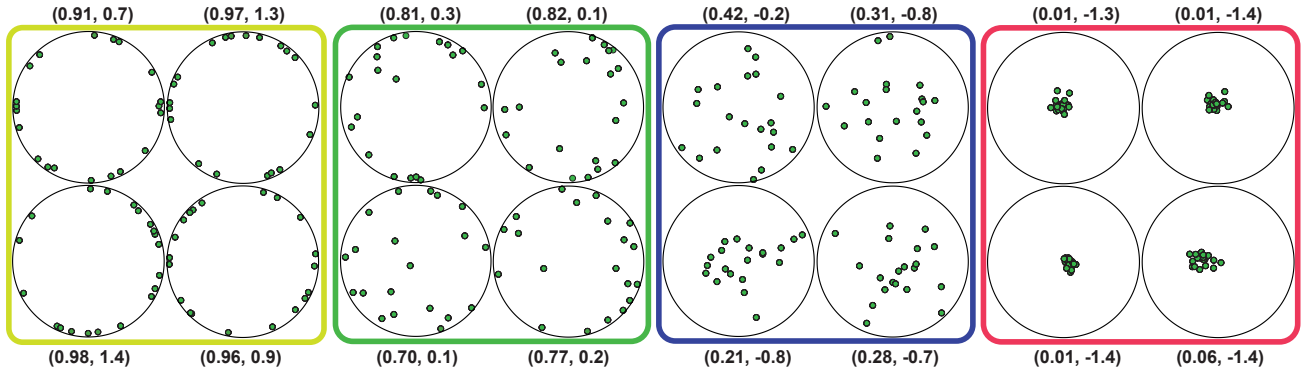 (0.91, 0.7) (0.97, 1.3) (0.81, 0.3) (0.82, 0.1) (0.42, -0.2) (0.31, -0.8) (0.01, -1.3) (0.01, -1.4)
(0.98, 1.4) (0.96, 0.9) (0.70, 0.1) (0.77, 0.2) (0.21, -0.8) (0.28, -0.7) (0.01, -1.4) (0.06, -1.4)